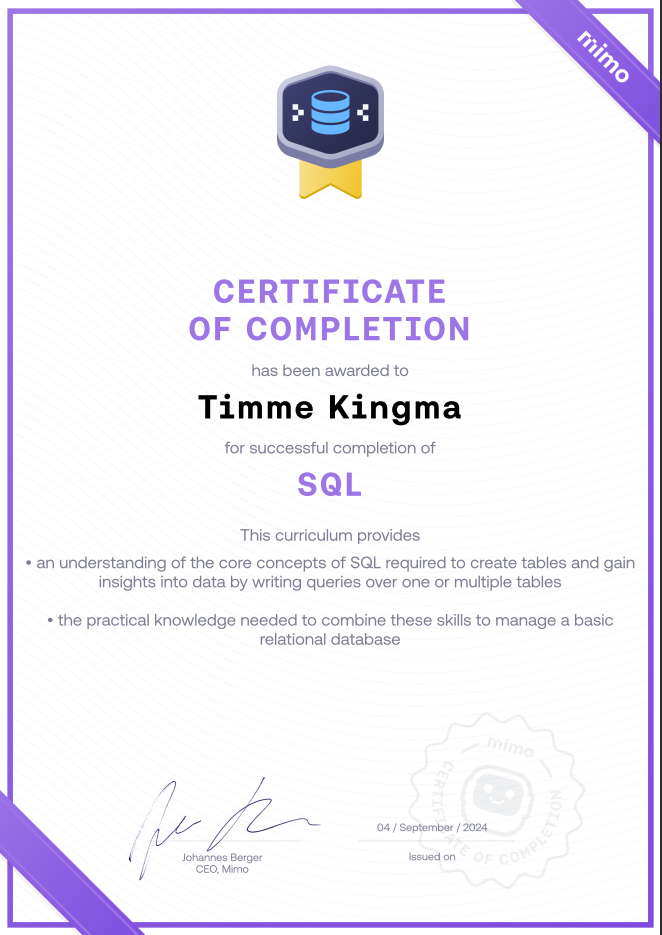 mimo
CERTIFICATE
OF COMPLETION
has been awarded to
Timme Kingma
for successful completion of
SQL
This curriculum provides
• an understanding of the core concepts of SQL required to create tables and gain
insights into data by writing queries over one or multiple tables
• the practical knowledge needed to combine these skills to manage a basic
relational database
mimo
CERTIFICATE OF COMPLETION
04 / September / 2024
Johannes Berger
CEO, Mimo
Issued on